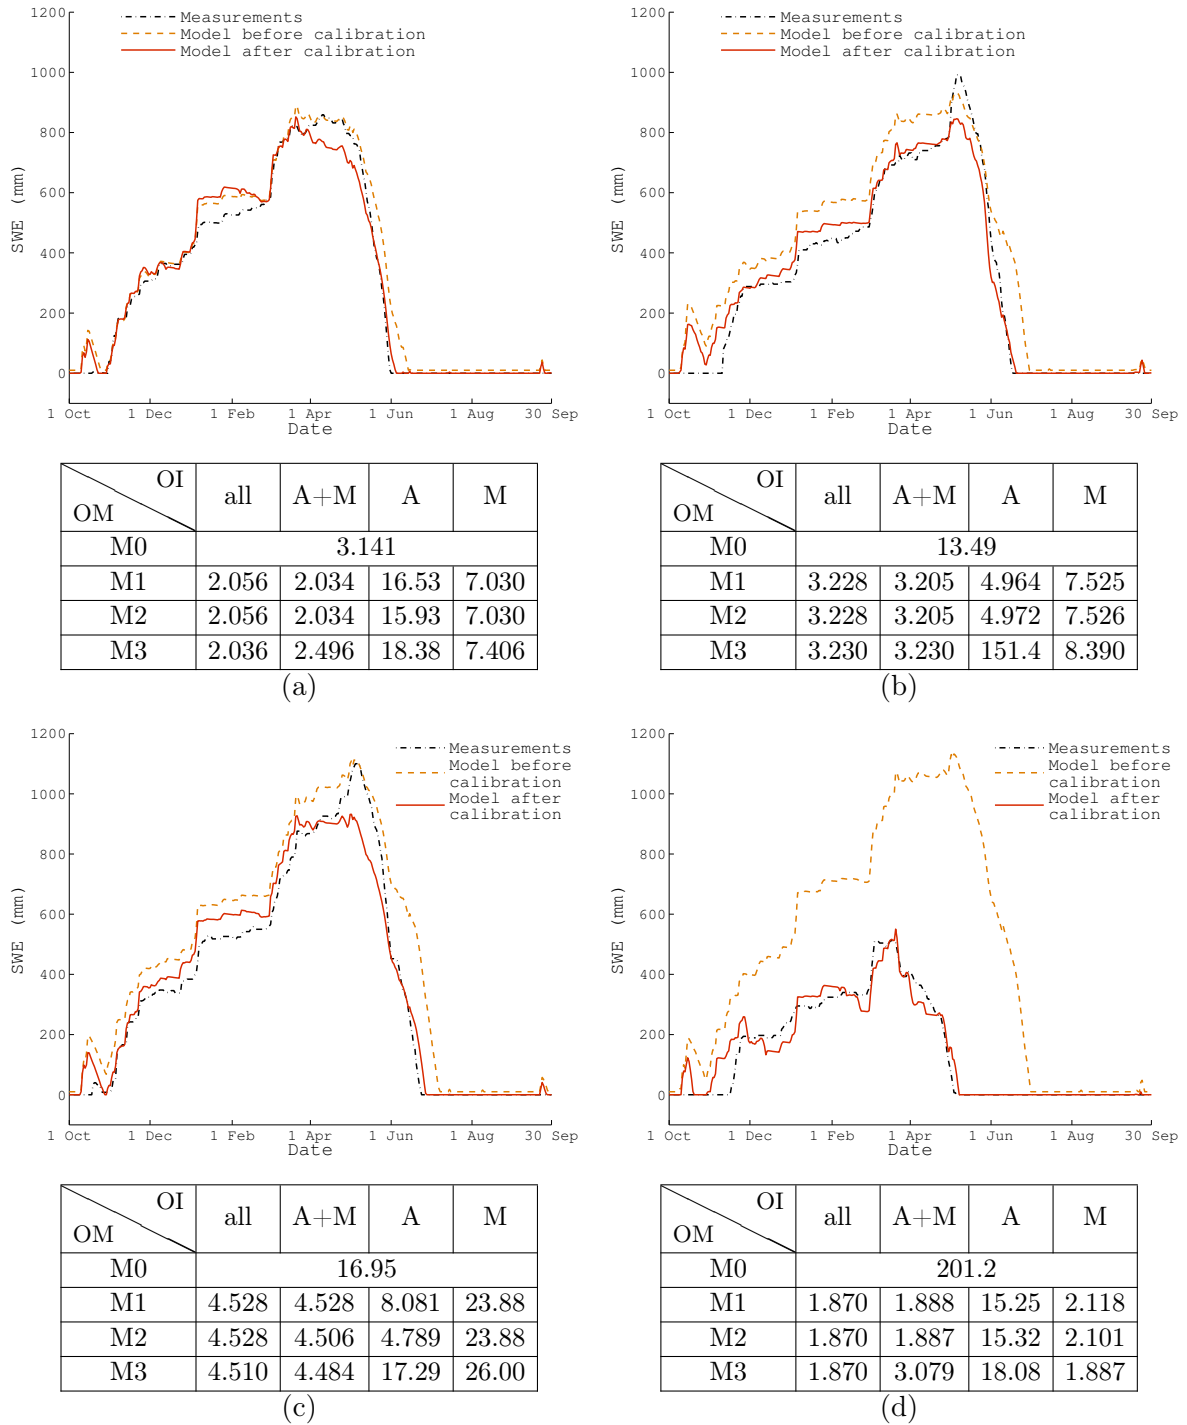 1200
1000
800
600
400
200
0
SWE (mm)
Measurements
Model before calibration
Model after calibration
1 Oct 1 Dec 1 Feb 1 Apr 1 Jun 1 Aug 30 Sep
Date
OI
OM
all A+M A M
M0 3.141
M1 2.056 2.034 16.53 7.030
M2 2.056 2.034 15.93 7.030
M3 2.036 2.496 18.38 7.406
(a)
1200
1000
800
600
400
200
0
SWE (mm)
Measurements
Model before calibration
Model after calibration
1 Oct 1 Dec 1 Feb 1 Apr 1 Jun 1 Aug 30 Sep
Date
OI
OM
all A+M A M
M0 13.49
M1 3.228 3.205 4.964 7.525
M2 3.228 3.205 4.972 7.526
M3 3.230 3.230 151.4 8.390
(b)
1200
1000
800
600
400
200
0
SWE (mm)
Measurements
Model before
calibration
Model after
calibration
1 Oct 1 Dec 1 Feb 1 Apr 1 Jun 1 Aug 30 Sep
Date
OI
OM
all A+M A M
M0 16.95
M1 4.528 4.528 8.081 23.88
M2 4.528 4.506 4.789 23.88
M3 4.510 4.484 17.29 26.00
(c)
1200
1000
800
600
400
200
0
SWE (mm)
Measurements
Model before
calibration
Model after
calibration
1 Oct 1 Dec 1 Feb 1 Apr 1 Jun 1 Aug 30 Sep
Date
OI
OM
all A+M A M
M0 201.2
M1 1.870 1.888 15.25 2.118
M2 1.870 1.887 15.32 2.101
M3 1.870 3.079 18.08 1.887
(d)